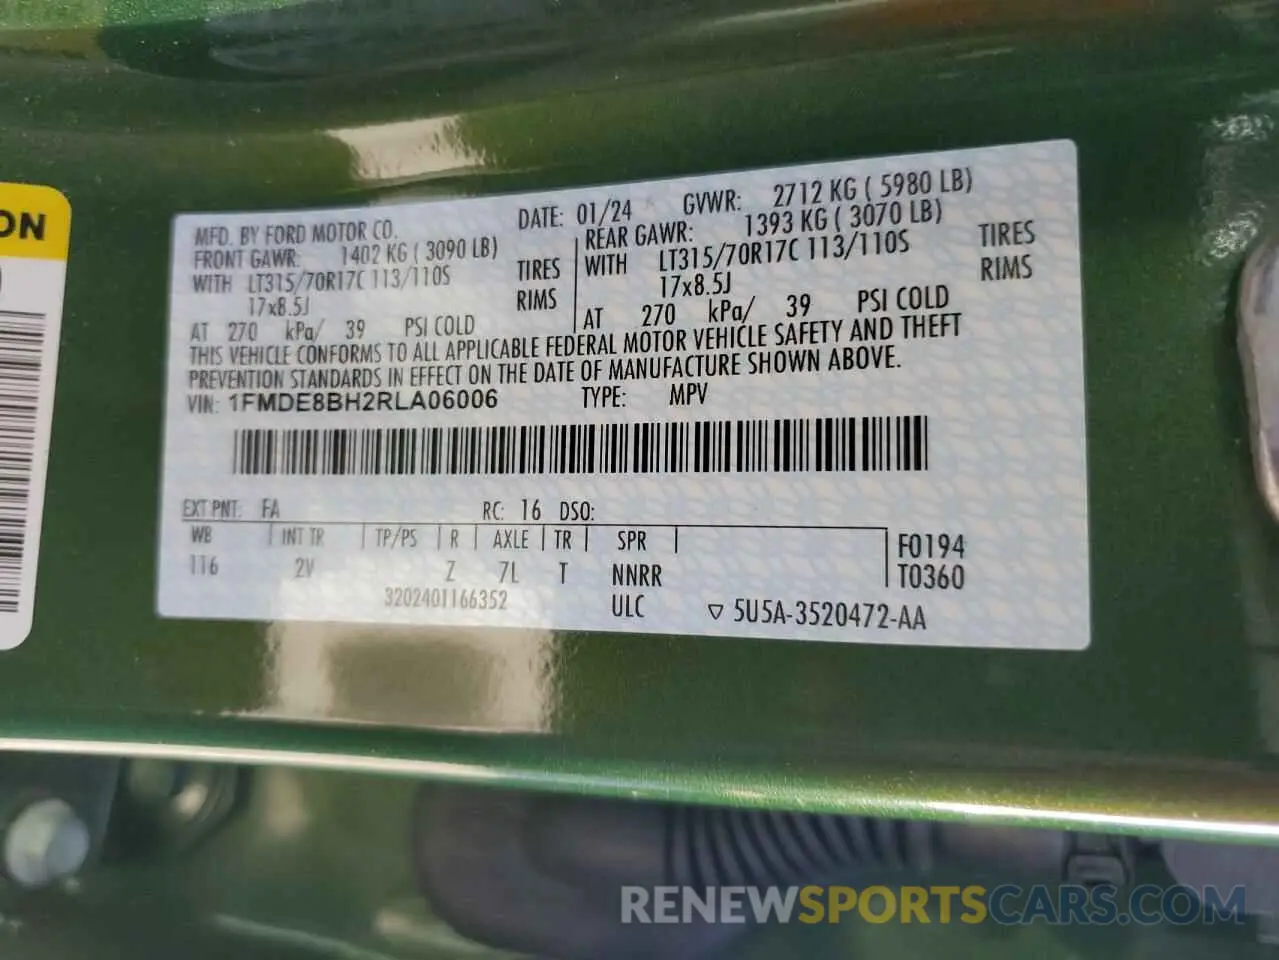 ON
MFD. BY FORD MOTOR CO.
DATE: 01/24 GVWR: 2712 KG ( 5980 LB)
FRONT GAWR: 1402 KG ( 3090 LB)
WITH LT315/70R17C 113/110S TIRES
17x8.5J RIMS
AT 270 kPa/ 39 PSI COLD
REAR GAWR: 1393 KG ( 3070 LB)
WITH LT315/70R17C 113/110S TIRES
17x8.5J RIMS
AT 270 kPa/ 39 PSI COLD
THIS VEHICLE CONFORMS TO ALL APPLICABLE FEDERAL MOTOR VEHICLE SAFETY AND THEFT
PREVENTION STANDARDS IN EFFECT ON THE DATE OF MANUFACTURE SHOWN ABOVE.
VIN: 1FMDE8BH2RLA06006 TYPE: MPV
EXT PNT: FA RC: 16 DSO:
WB INT TR TP/PS R AXLE TR SPR
F0194
116 2V Z 7L T NNRR
T0360
3202401166352 ULC
▽ 5U5A-3520472-AA
RENEWSPORTSCARS.COM